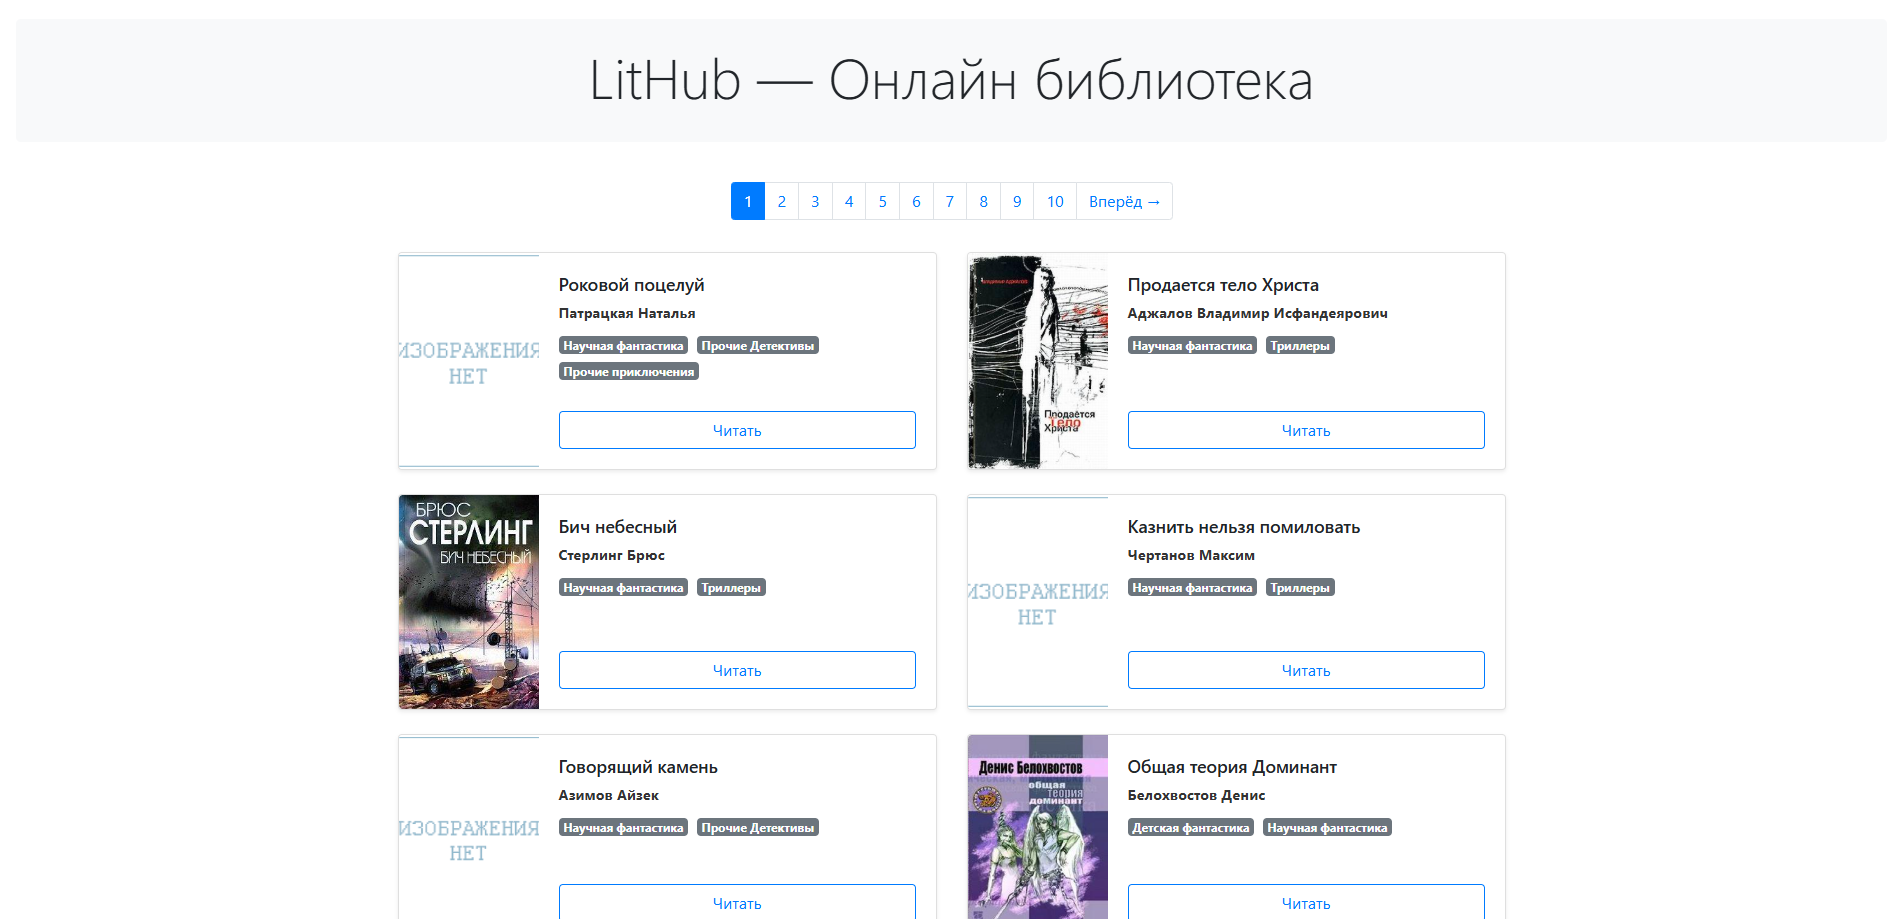 LitHub — Онлайн библиотека
1 2 3 4 5 6 7 8 9 10 Вперёд →
ИЗОБРАЖЕНИЯ
НЕТ
Роковой поцелуй
Патрацкая Наталья
Научная фантастика Прочие Детективы
Прочие приключения
Читать
Продаётся
Тело
Христа
Продается тело Христа
Аджалов Владимир Исфандеярович
Научная фантастика Триллеры
Читать
БРЮС
СТЕРЛИНГ
БИЧ НЕБЕСНЫЙ
Бич небесный
Стерлинг Брюс
Научная фантастика Триллеры
Читать
ИЗОБРАЖЕНИЯ
НЕТ
Казнить нельзя помиловать
Чертанов Максим
Научная фантастика Триллеры
Читать
ИЗОБРАЖЕНИЯ
НЕТ
Говорящий камень
Азимов Айзек
Научная фантастика Прочие Детективы
Читать
Денис Белохвостов
общая
теория
доминант
Общая теория Доминант
Белохвостов Денис
Детская фантастика Научная фантастика
Читать